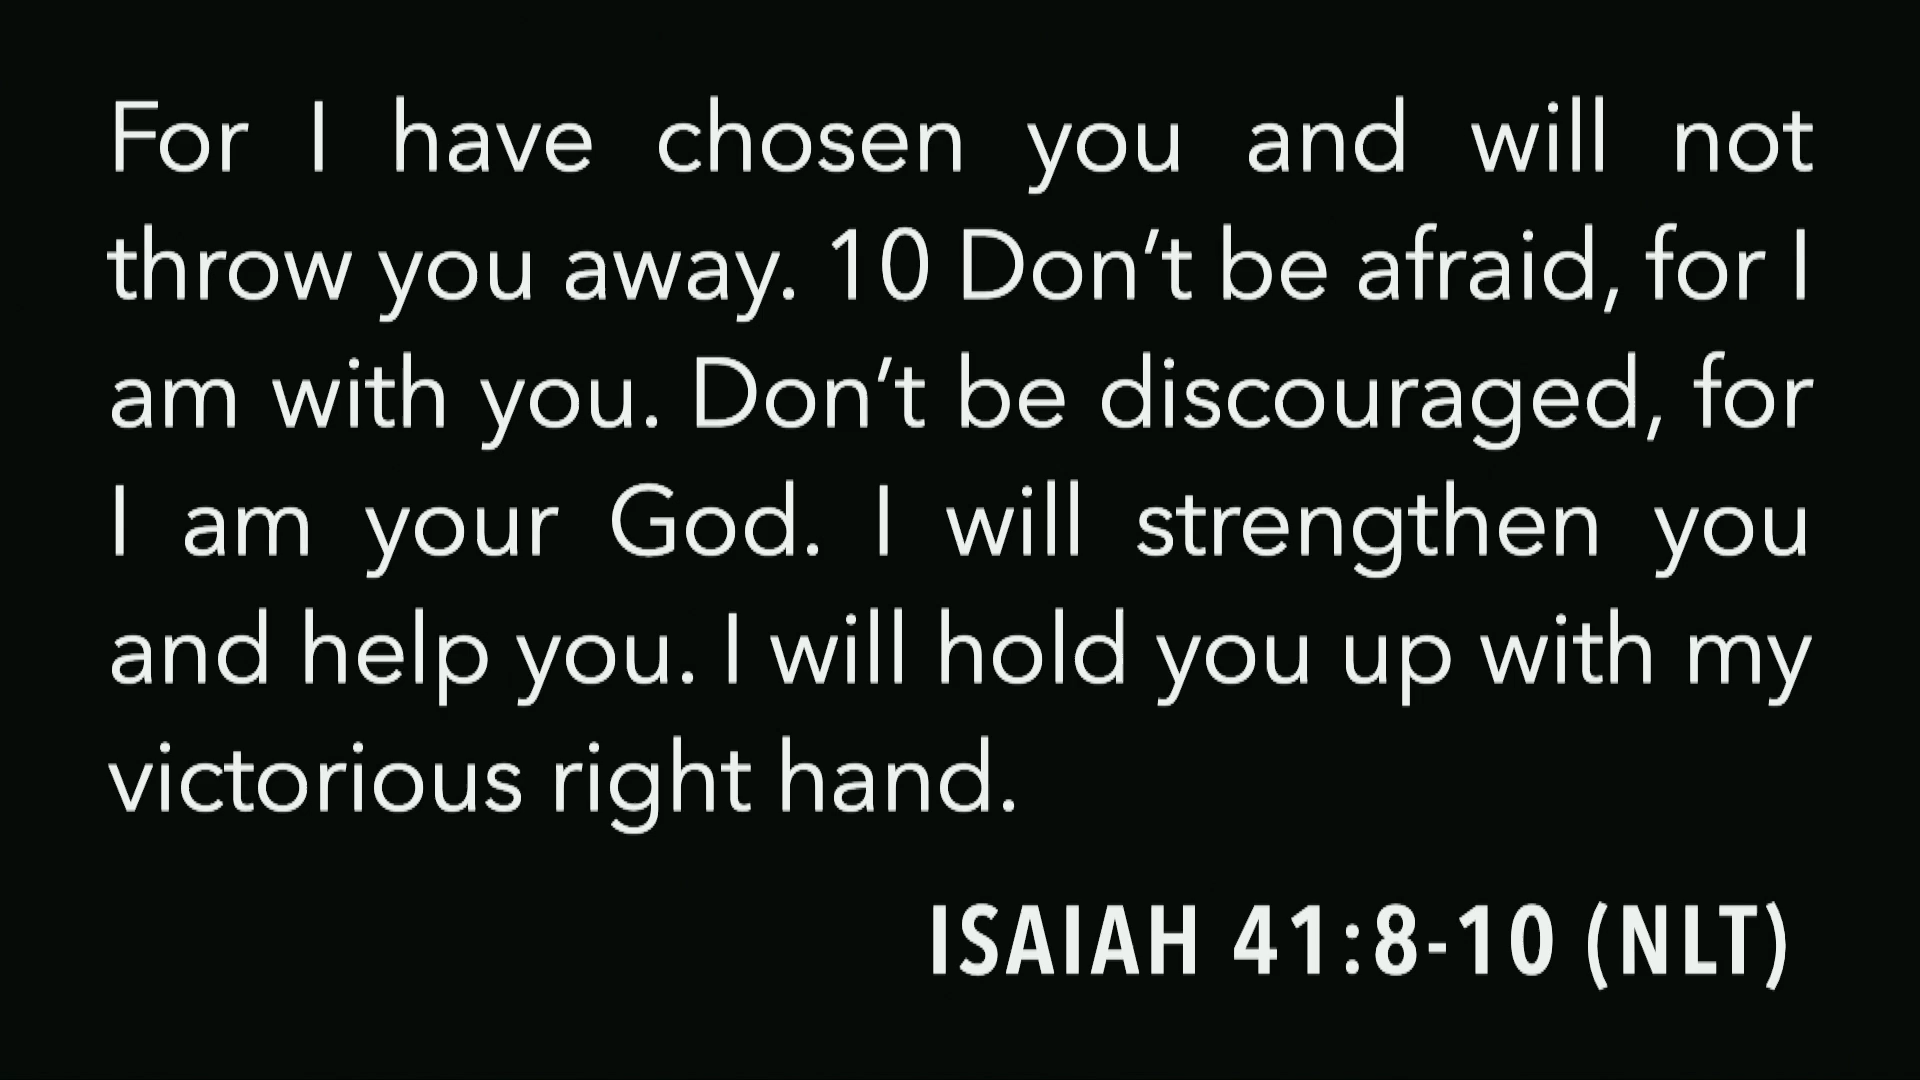 For I have chosen you and will not
throw you away. 10 Don’t be afraid, for I
am with you. Don’t be discouraged, for
I am your God. I will strengthen you
and help you. I will hold you up with my
victorious right hand.
ISAIAH 41:8-10 (NLT)